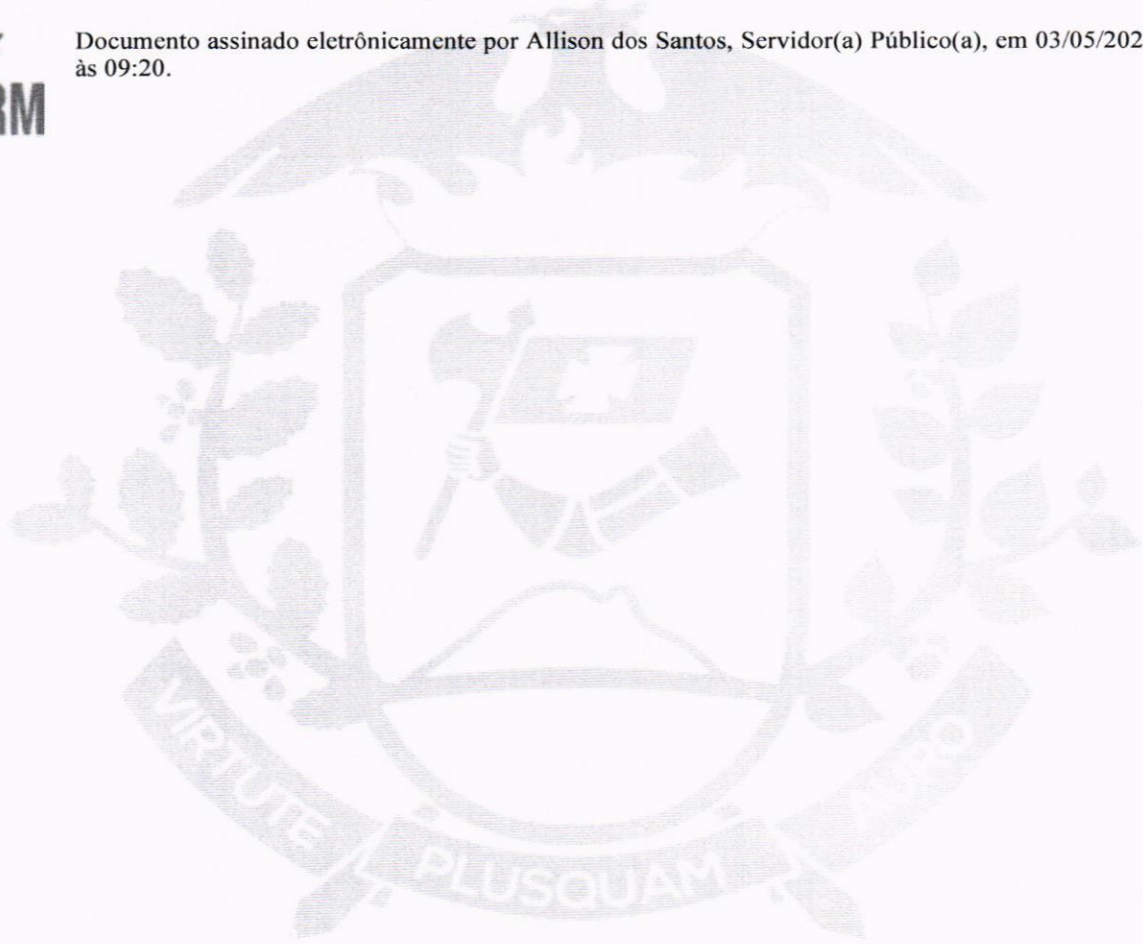 Documento assinado eletrônicamente por Allison dos Santos, Servidor(a) Público(a), em 03/05/202
às 09:20.
RM
VIRTUTE
PLUSQUAM
AURO